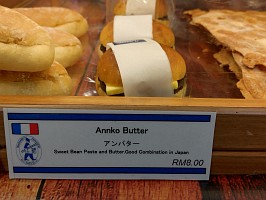 Annko Butter
アンバター
Sweet Bean Paste and Butter.Good Combination in Japan
RM8.00